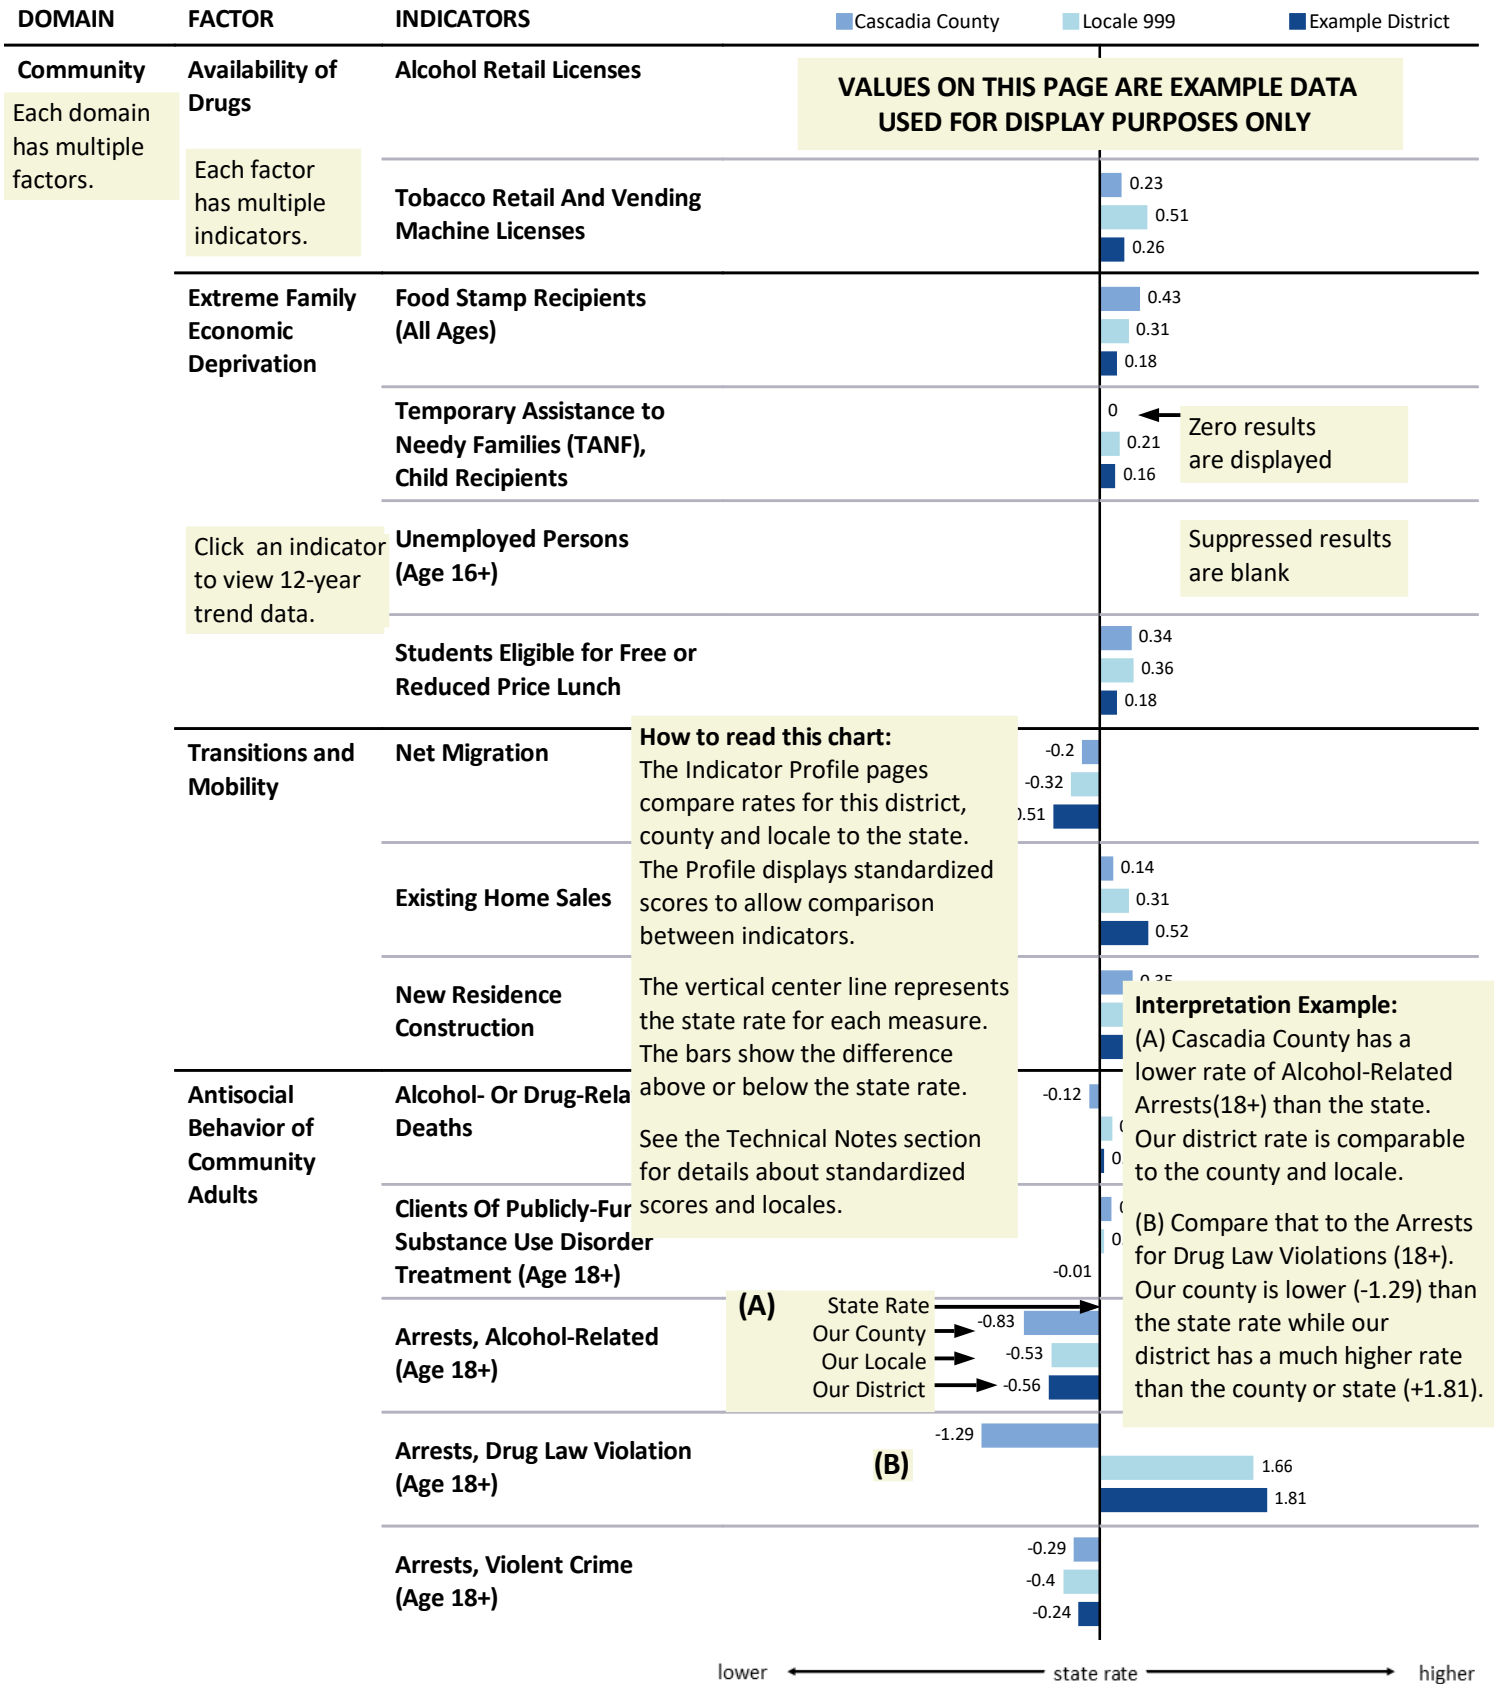 DOMAIN FACTOR INDICATORS Cascadia County Locale 999 Example District
Community
Each domain
has multiple
factors.
Availability of
Drugs
Each factor
has multiple
indicators.
Alcohol Retail Licenses
VALUES ON THIS PAGE ARE EXAMPLE DATA
USED FOR DISPLAY PURPOSES ONLY
Tobacco Retail And Vending
Machine Licenses
0.23
0.51
0.26
Extreme Family
Economic
Deprivation
Food Stamp Recipients
(All Ages)
0.43
0.31
0.18
Temporary Assistance to
Needy Families (TANF),
Child Recipients
0
0.21
0.16
Zero results
are displayed
Click an indicator
to view 12-year
trend data.
Unemployed Persons
(Age 16+)
Suppressed results
are blank
Students Eligible for Free or
Reduced Price Lunch
0.34
0.36
0.18
Transitions and
Mobility
Net Migration
-0.2
-0.32
.51
How to read this chart:
The Indicator Profile pages
compare rates for this district,
county and locale to the state.
The Profile displays standardized
scores to allow comparison
between indicators.
The vertical center line represents
the state rate for each measure.
The bars show the difference
above or below the state rate.
See the Technical Notes section
for details about standardized
scores and locales.
Existing Home Sales
0.14
0.31
0.52
New Residence
Construction
Interpretation Example:
(A) Cascadia County has a
lower rate of Alcohol-Related
Arrests(18+) than the state.
Our district rate is comparable
to the county and locale.
(B) Compare that to the Arrests
for Drug Law Violations (18+).
Our county is lower (-1.29) than
the state rate while our
district has a much higher rate
than the county or state (+1.81).
Antisocial
Behavior of
Community
Adults
Alcohol- Or Drug-Rela
Deaths
-0.12
0.
Clients Of Publicly-Fur
Substance Use Disorder
Treatment (Age 18+)
0.
-0.01
Arrests, Alcohol-Related
(Age 18+)
(A) State Rate
Our County -0.83
Our Locale -0.53
Our District -0.56
Arrests, Drug Law Violation
(Age 18+)
(B)
-1.29
1.66
1.81
Arrests, Violent Crime
(Age 18+)
-0.29
-0.4
-0.24
lower state rate higher